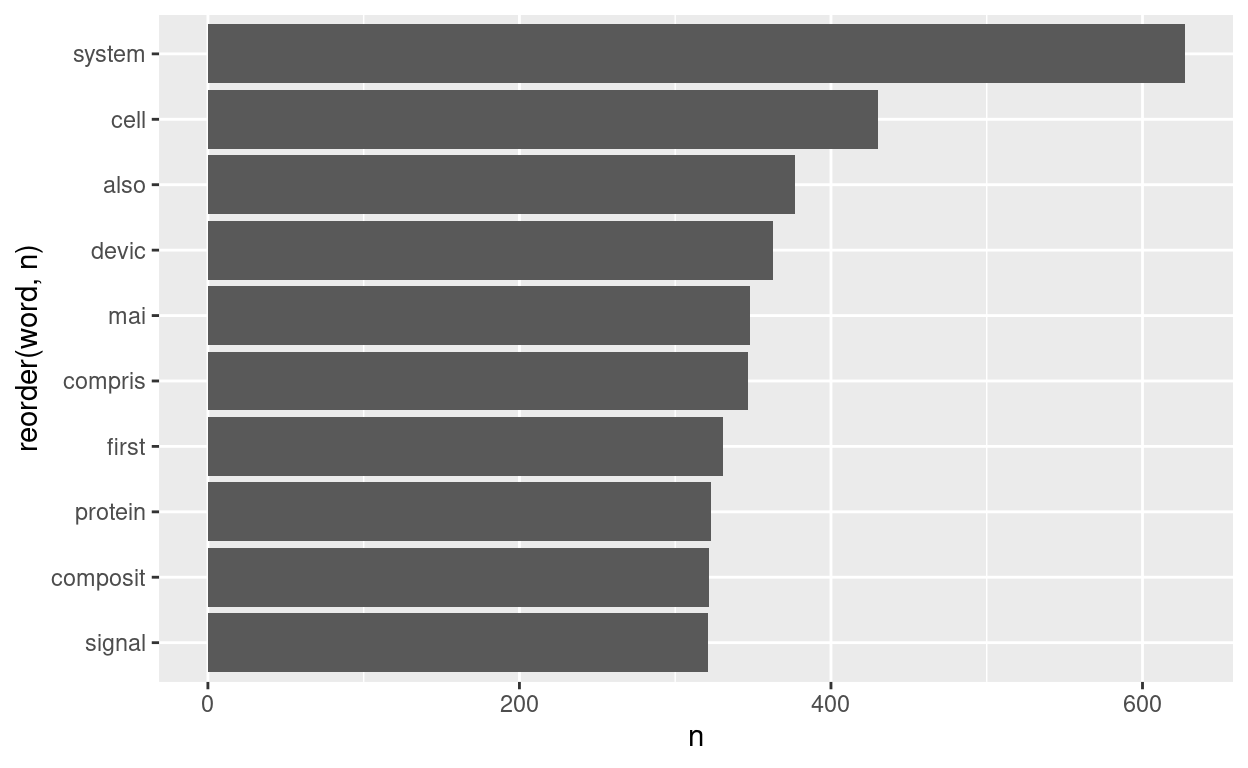 system
cell
also
devic
mai
compris
first
protein
composit
signal
reorder(word, n)
0 200 400 600
n